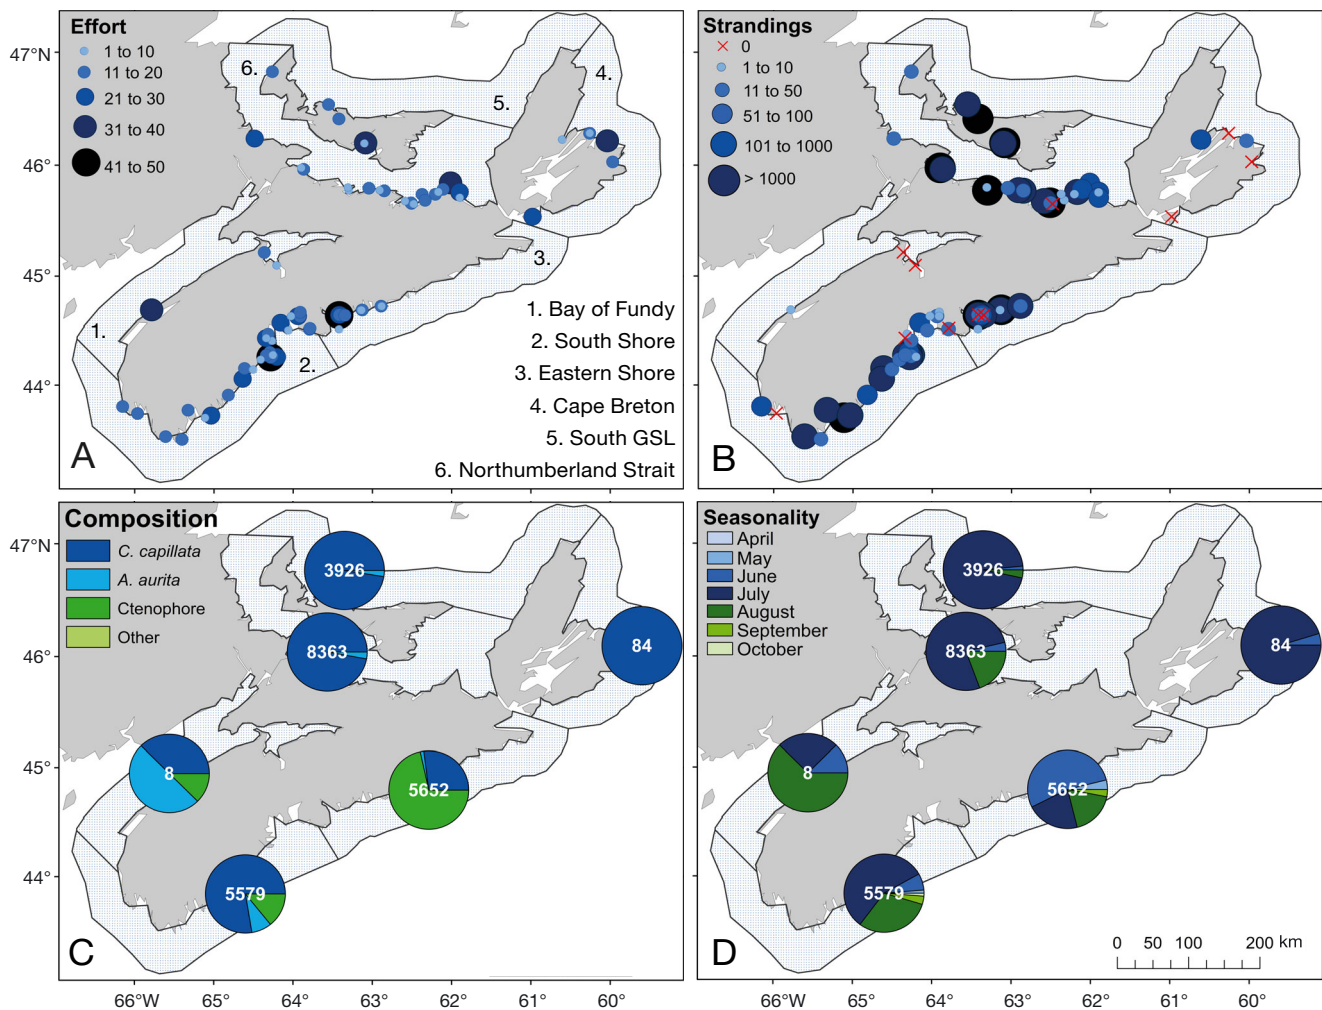 Effort
1 to 10
11 to 20
21 to 30
31 to 40
41 to 50
47°N
46°
45°
44°
6.
5.
4.
3.
1.
2.
1. Bay of Fundy
2. South Shore
3. Eastern Shore
4. Cape Breton
5. South GSL
6. Northumberland Strait
A
Strandings
0
1 to 10
11 to 50
51 to 100
101 to 1000
> 1000
B
Composition
C. capillata
A. aurita
Ctenophore
Other
47°N
46°
45°
44°
3926
8363
84
8
5652
5579
C
66°W 65° 64° 63° 62° 61° 60°
Seasonality
April
May
June
July
August
September
October
3926
8363
84
8
5652
5579
D
0 50 100 200 km
66°W 65° 64° 63° 62° 61° 60°